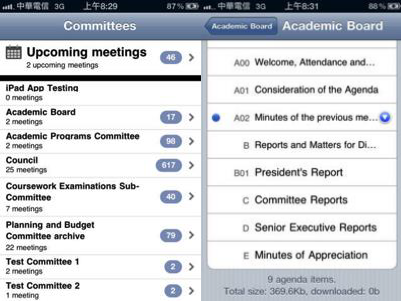 中華電信 3G 上午8:29 87%
Committees
Upcoming meetings 46
2 upcoming meetings
iPad App Testing
0 meetings
Academic Board 17
2 meetings
Academic Programs Committee 98
2 meetings
Council 617
25 meetings
Coursework Examinations Sub-
Committee 40
7 meetings
Planning and Budget
Committee archive 79
22 meetings
Test Committee 1 2
2 meetings
Test Committee 2 2
1 meetings
中華電信 3G 上午8:31 88%
Academic Board Academic Board
A00 Welcome, Attendance and...
A01 Consideration of the Agenda
A02 Minutes of the previous me...
B Reports and Matters for Di...
B01 President's Report
C Committee Reports
D Senior Executive Reports
E Minutes of Appreciation
9 agenda items.
Total size: 369.6Kb, downloaded: 0b